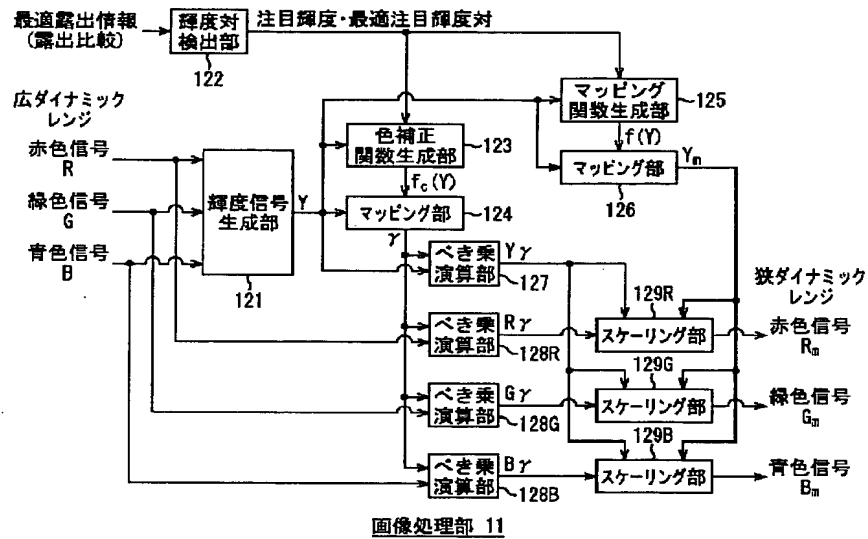 最適露出情報
(露出比較)
輝度対
検出部
122
注目輝度・最適注目輝度対
広ダイナミック
レンジ
赤色信号
R
緑色信号
G
青色信号
B
輝度信号
生成部
121
Y
色補正
関数生成部
123
fc(Y)
マッピング部
124
γ
マッピング
関数生成部
125
f(Y)
マッピング部
126
Ym
べき乗
演算部
127
Yγ
べき乗
演算部
128R
Rγ
べき乗
演算部
128G
Gγ
べき乗
演算部
128B
Bγ
129R
スケーリング部
129G
スケーリング部
129B
スケーリング部
狭ダイナミック
レンジ
赤色信号
Rm
緑色信号
Gm
青色信号
Bm
画像処理部 11